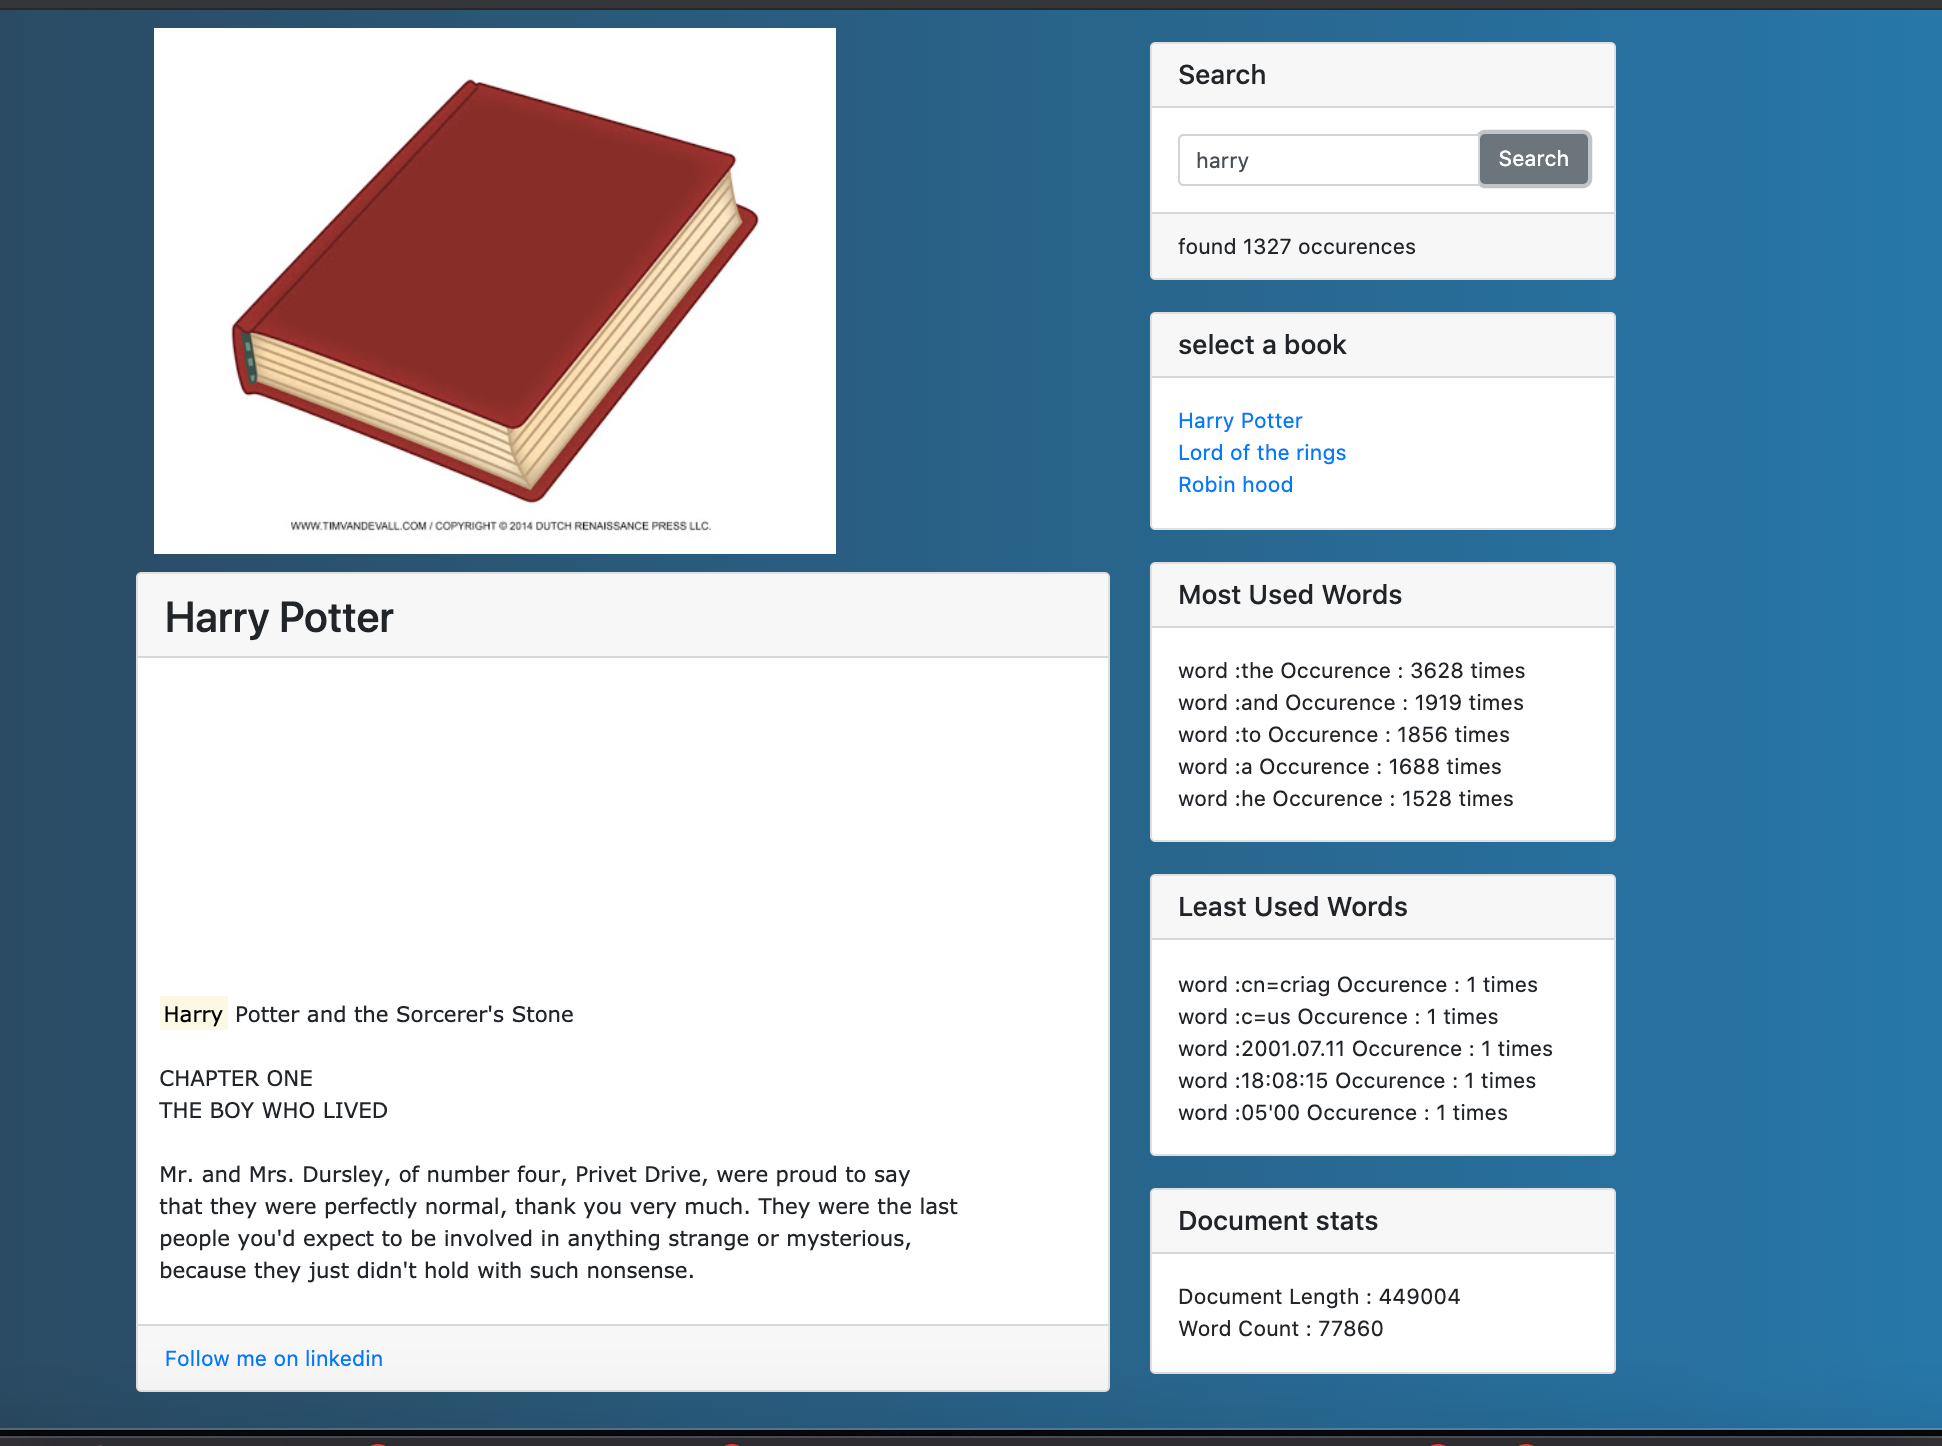 WWW.TIMVANDEVALL.COM / COPYRIGHT © 2014 DUTCH RENAISSANCE PRESS LLC.
Harry Potter
Harry Potter and the Sorcerer's Stone
CHAPTER ONE
THE BOY WHO LIVED
Mr. and Mrs. Dursley, of number four, Privet Drive, were proud to say
that they were perfectly normal, thank you very much. They were the last
people you'd expect to be involved in anything strange or mysterious,
because they just didn't hold with such nonsense.
Follow me on linkedin
Search
harry
Search
found 1327 occurences
select a book
Harry Potter
Lord of the rings
Robin hood
Most Used Words
word :the Occurence : 3628 times
word :and Occurence : 1919 times
word :to Occurence : 1856 times
word :a Occurence : 1688 times
word :he Occurence : 1528 times
Least Used Words
word :cn=criag Occurence : 1 times
word :c=us Occurence : 1 times
word :2001.07.11 Occurence : 1 times
word :18:08:15 Occurence : 1 times
word :05'00 Occurence : 1 times
Document stats
Document Length : 449004
Word Count : 77860